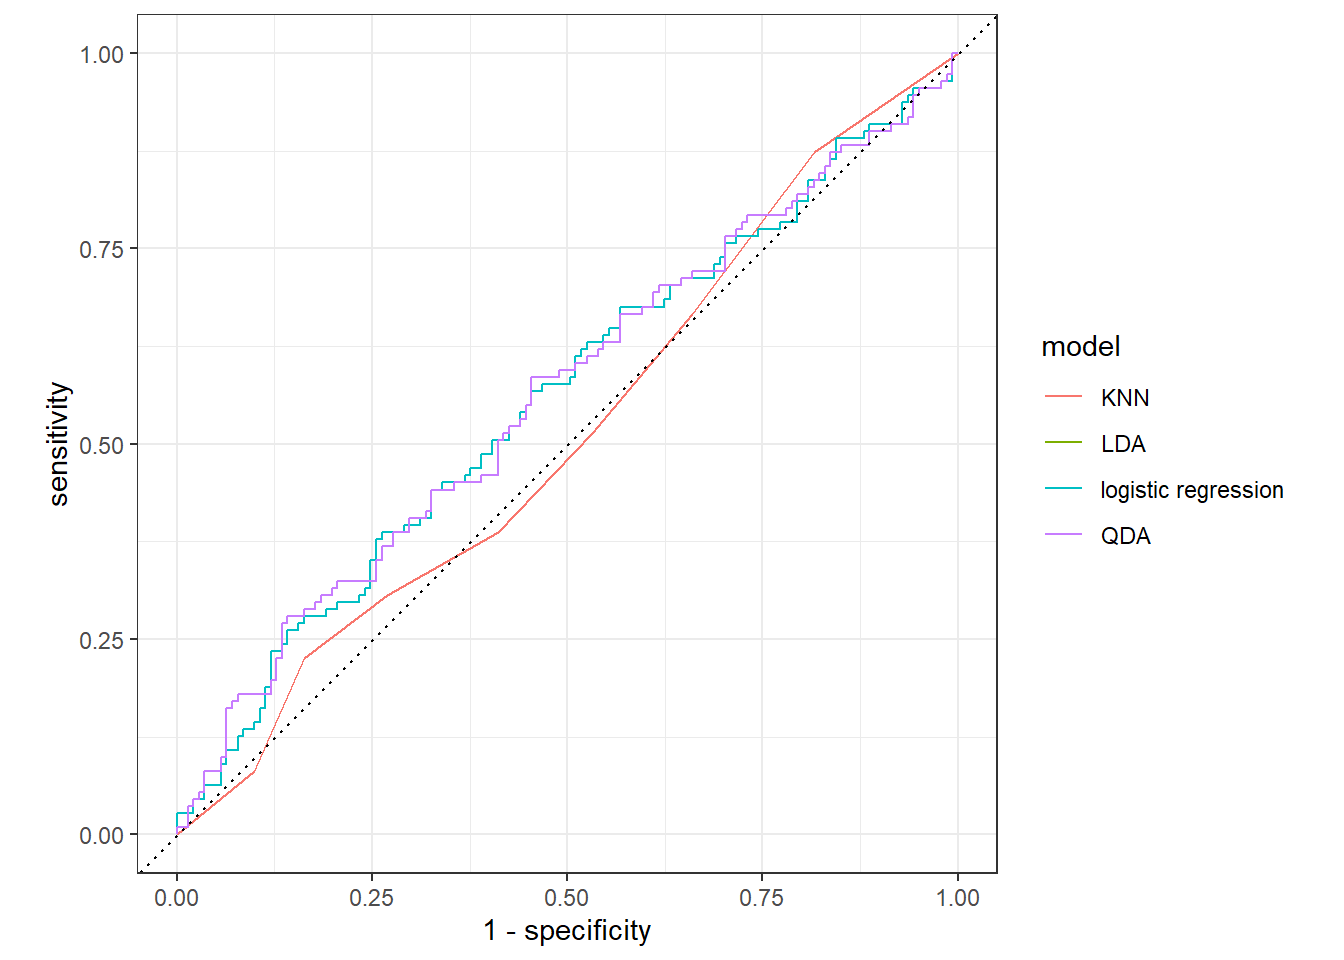 1.00
0.75
0.50
0.25
0.00
sensitivity
0.00 0.25 0.50 0.75 1.00
1 - specificity
model
KNN
LDA
logistic regression
QDA